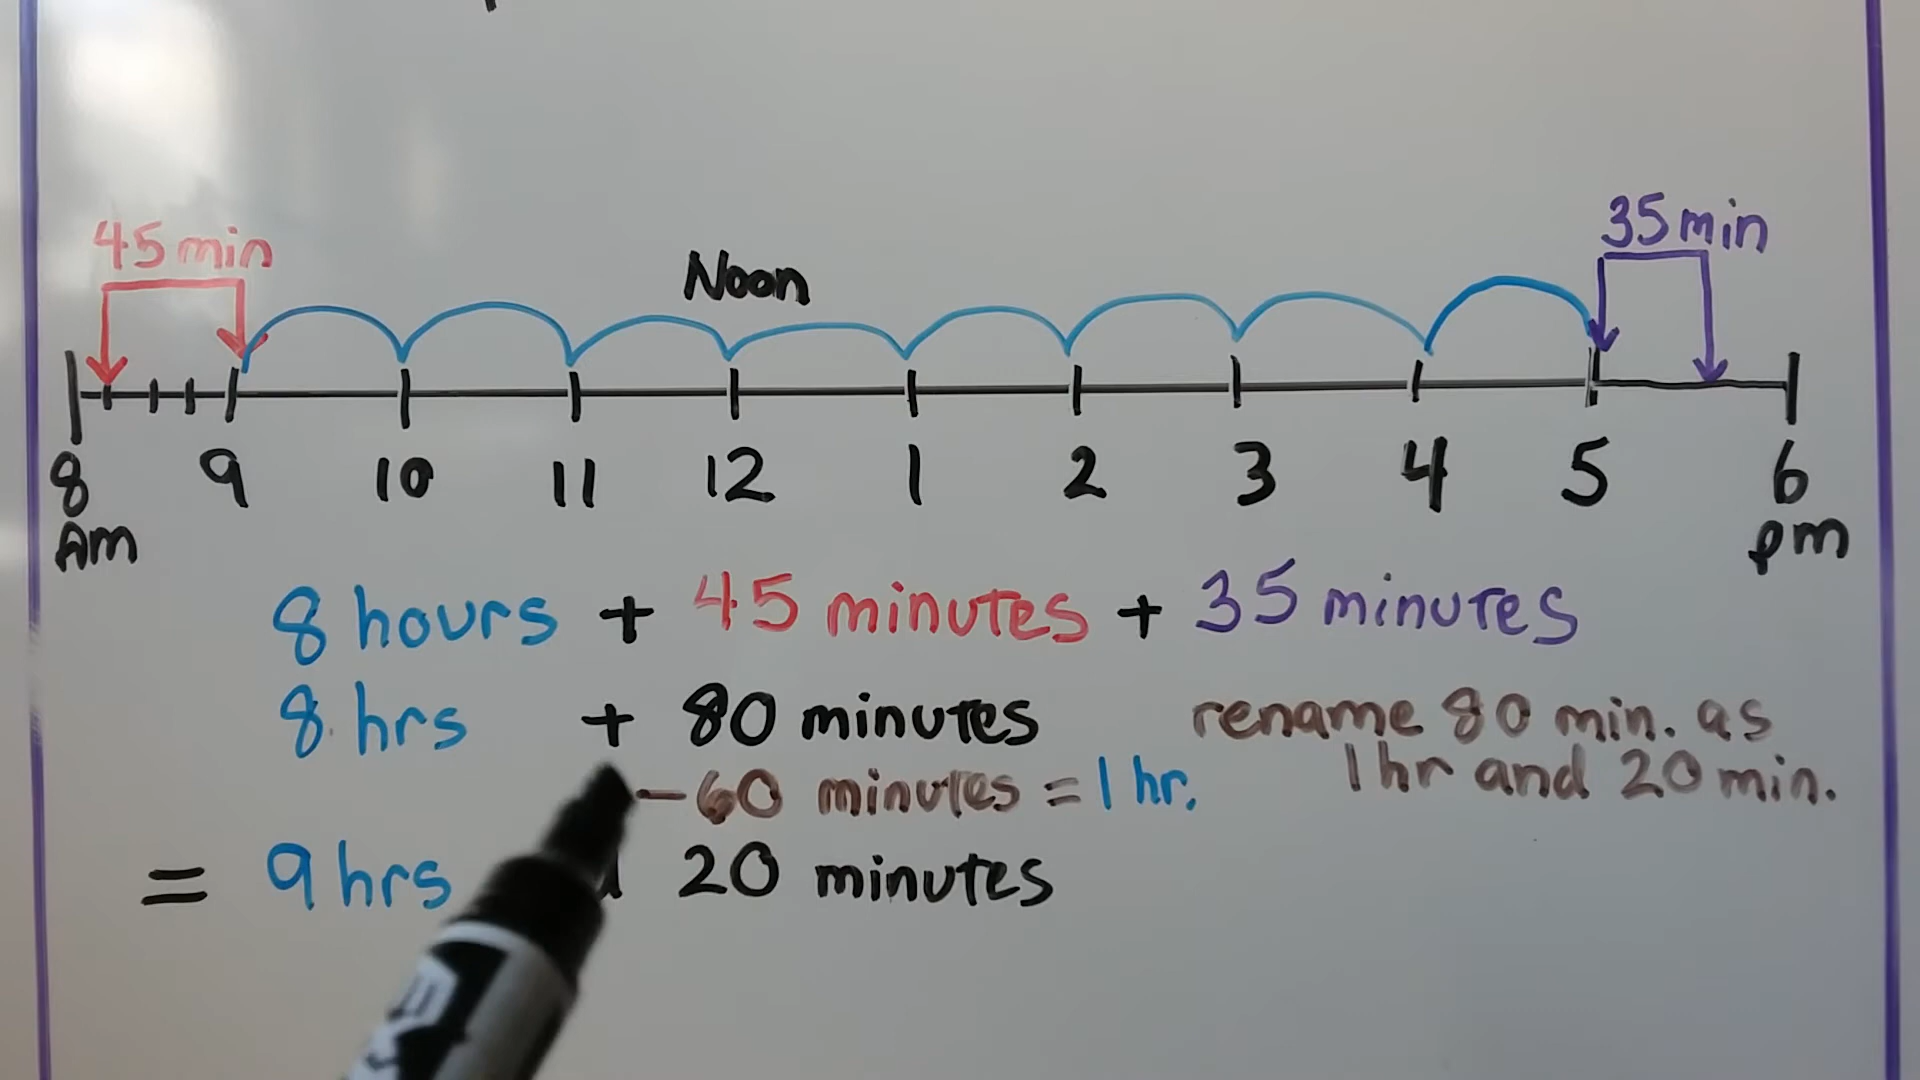 45 min
Noon
35 min
8 9 10 11 12 1 2 3 4 5 6
Am pm
8 hours + 45 minutes + 35 minutes
8 hrs + 80 minutes rename 80 min. as
1 hr and 20 min.
-60 minutes = 1 hr.
= 9 hrs 20 minutes